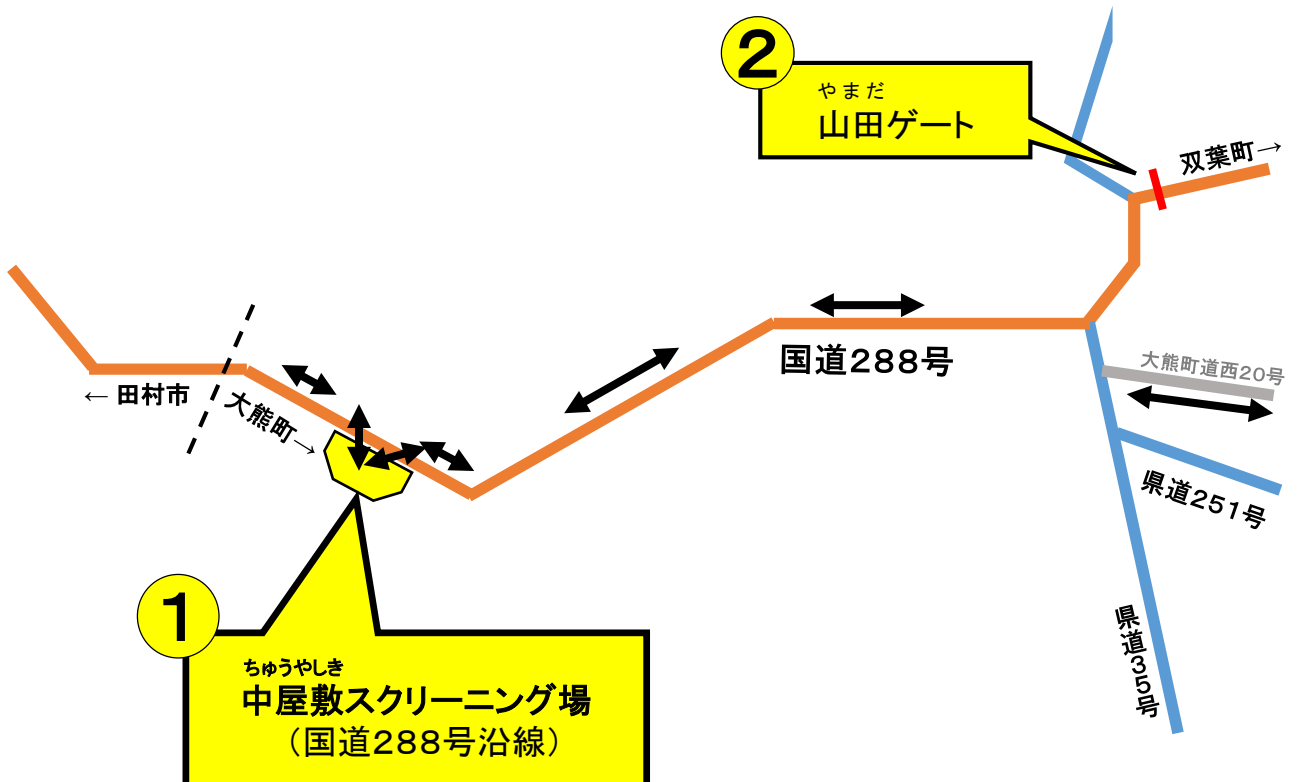 2
やまだ
山田ゲート
双葉町→
国道288号
大熊町道西20号
←田村市
大熊町→
県道251号
県道35号
1
ちゅうやしき
中屋敷スクリーニング場
（国道288号沿線）